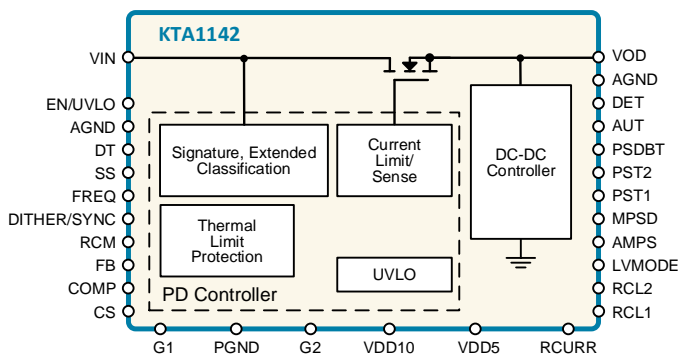 KTA1142
VIN
EN/UVLO
AGND
DT
SS
FREQ
DITHER/SYNC
RCM
FB
COMP
CS
Signature, Extended
Classification
Current
Limit/
Sense
Thermal
Limit
Protection
UVLO
PD Controller
DC-DC
Controller
VOD
AGND
DET
AUT
PSDBT
PST2
PST1
MPSD
AMPS
LVMODE
RCL2
RCL1
G1
PGND
G2
VDD10
VDD5
RCURR